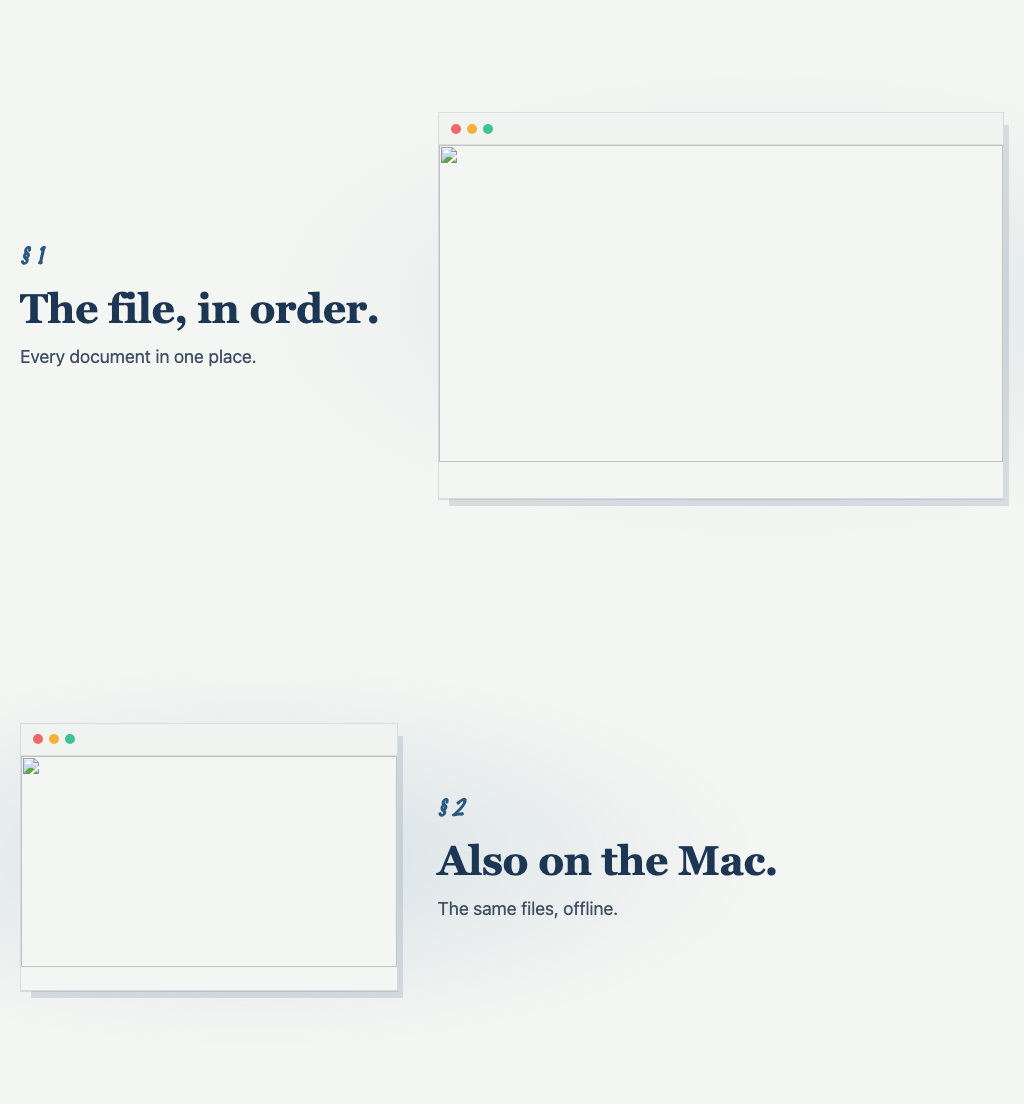 § 1
The file, in order.
Every document in one place.
§ 2
Also on the Mac.
The same files, offline.